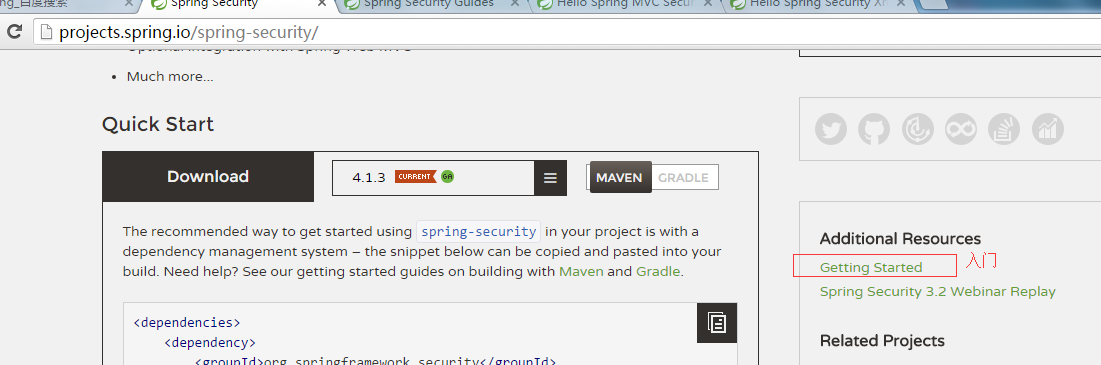 ng_百度搜索
Spring Security
Spring Security Guides
Hello Spring MVC Secur
Hello Spring Security Xm
projects.spring.io/spring-security/
Optional integration with Spring Web MVC
Much more...
Quick Start
Download
4.1.3 CURRENT GA
MAVEN GRADLE
The recommended way to get started using spring-security in your project is with a
dependency management system – the snippet below can be copied and pasted into your
build. Need help? See our getting started guides on building with Maven and Gradle.
<dependencies>
<dependency>
<groupId>org.springframework.security</groupId>
Additional Resources
Getting Started 入门
Spring Security 3.2 Webinar Replay
Related Projects